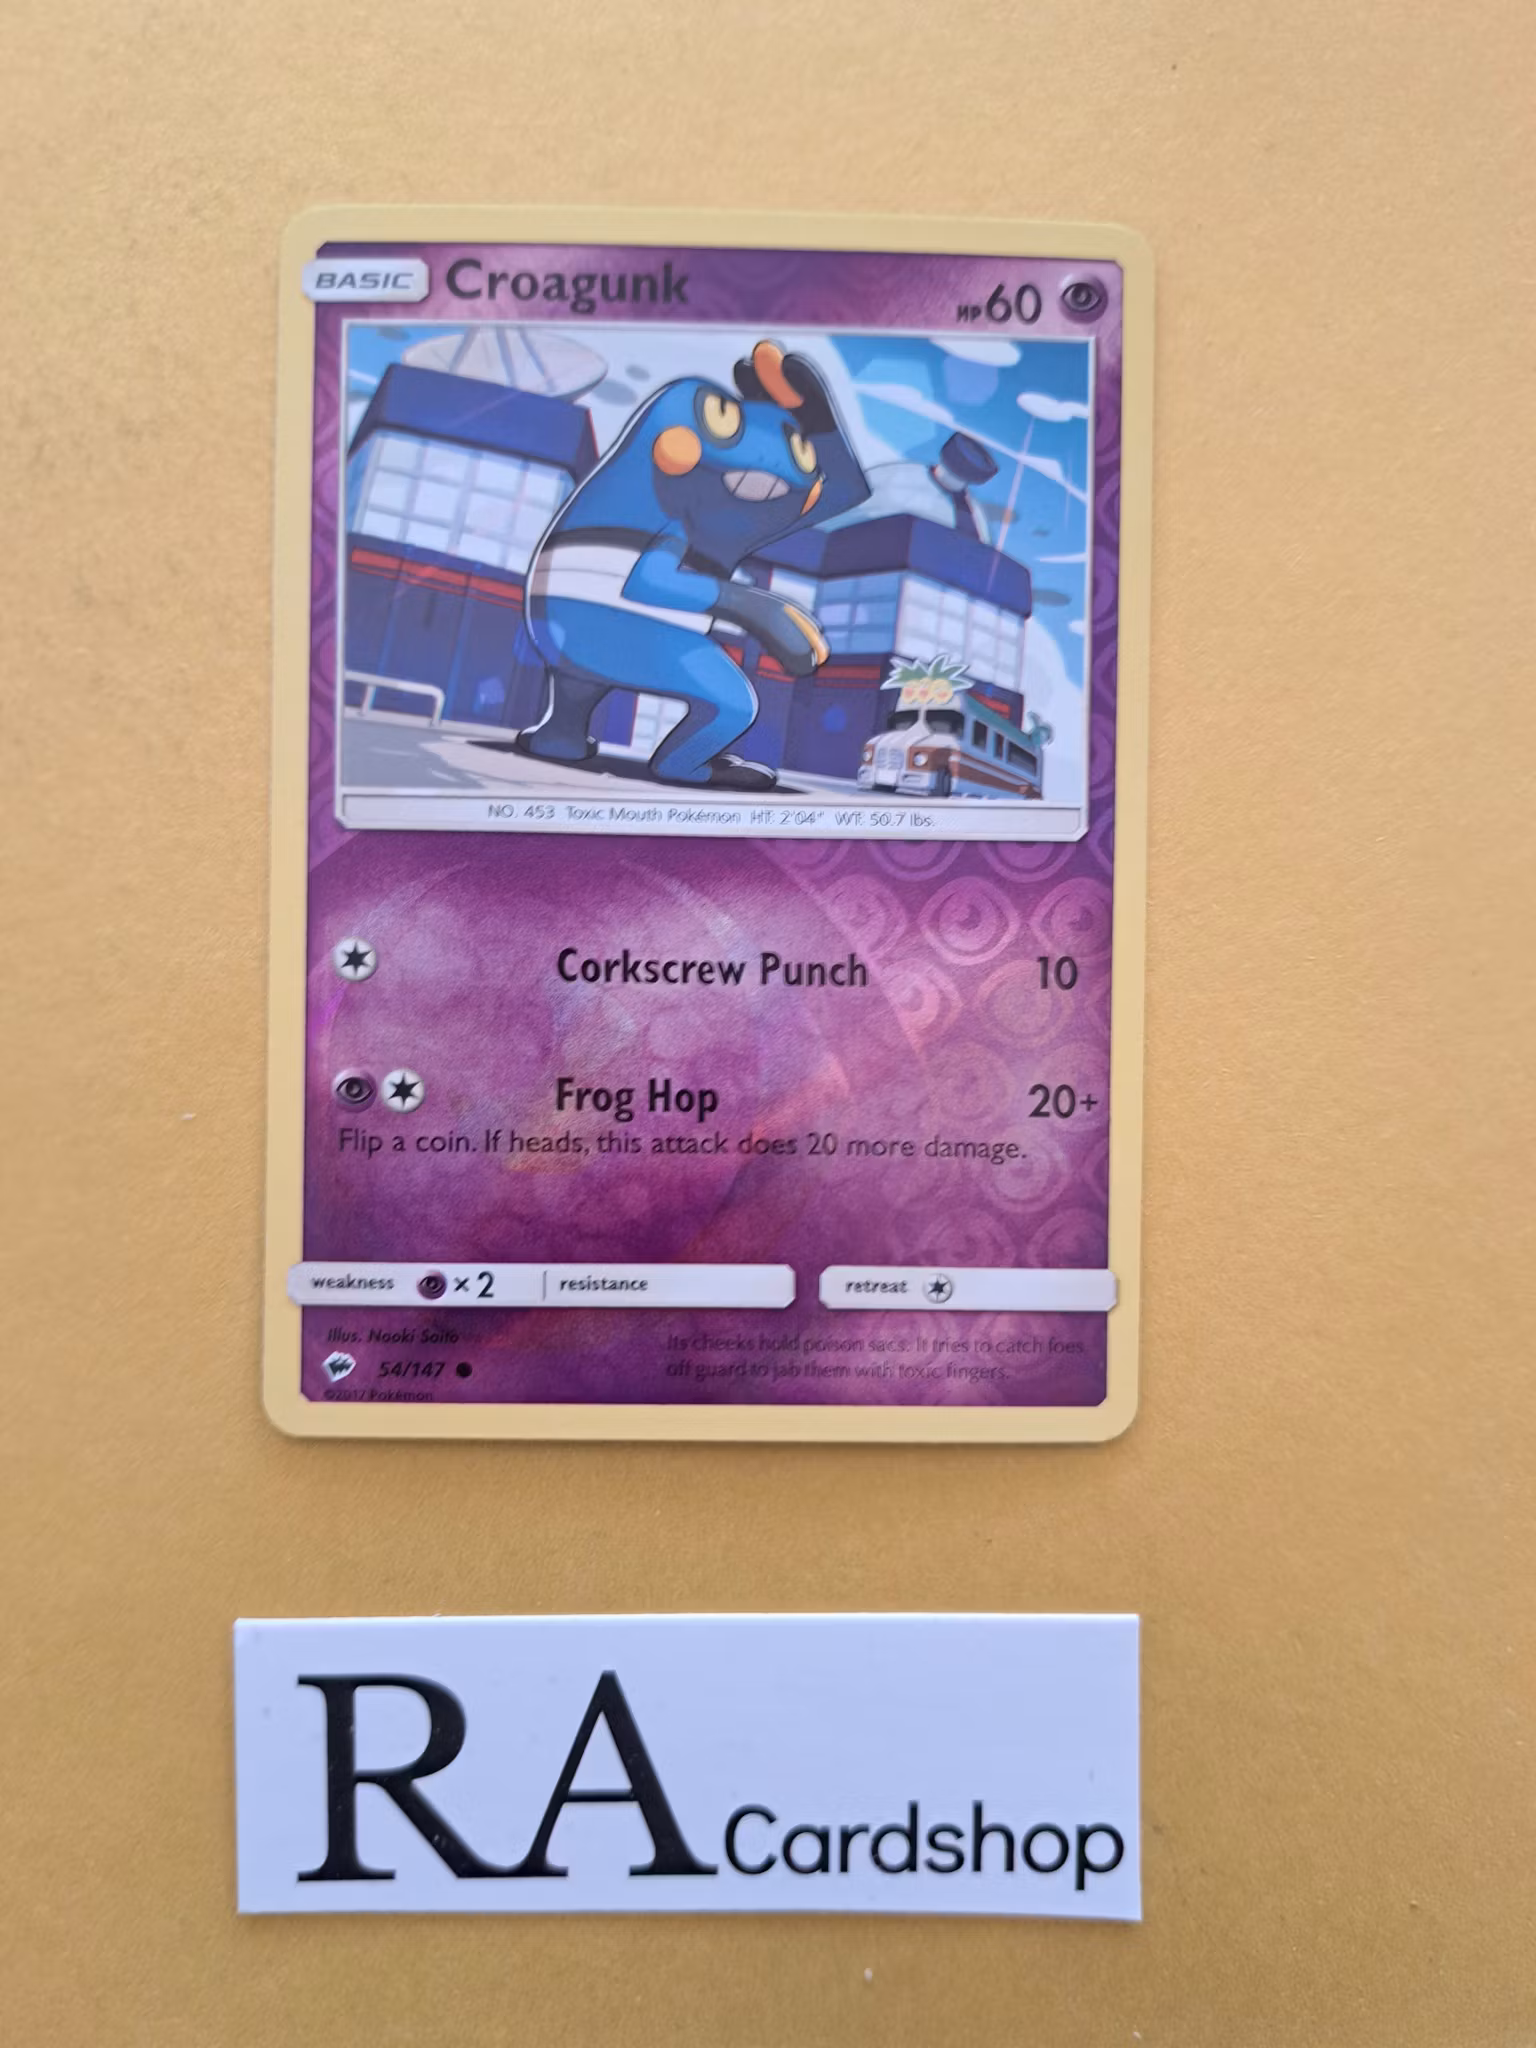 BASIC Croagunk HP60
NO. 453 Toxic Mouth Pokémon HT: 2'04" WT: 50.7 lbs.
Corkscrew Punch 10
Frog Hop 20+
Flip a coin. If heads, this attack does 20 more damage.
weakness ×2 resistance retreat
Illus. Naoki Saito
Its cheeks hold poison sacs. It tries to catch foes
54/147
off guard to jab them with toxic fingers.
©2017 Pokémon
RA Cardshop